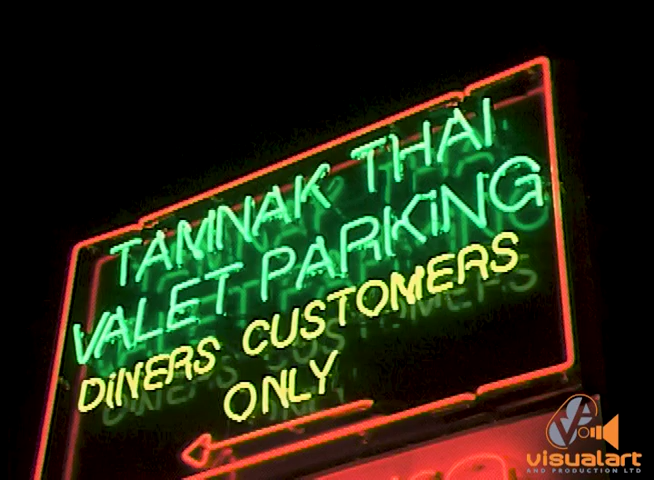 TAMNAK THAI
VALET PARKiNG
DiNERS CUSTOMERS
ONLY
visualart
AND PRODUCTION LTD